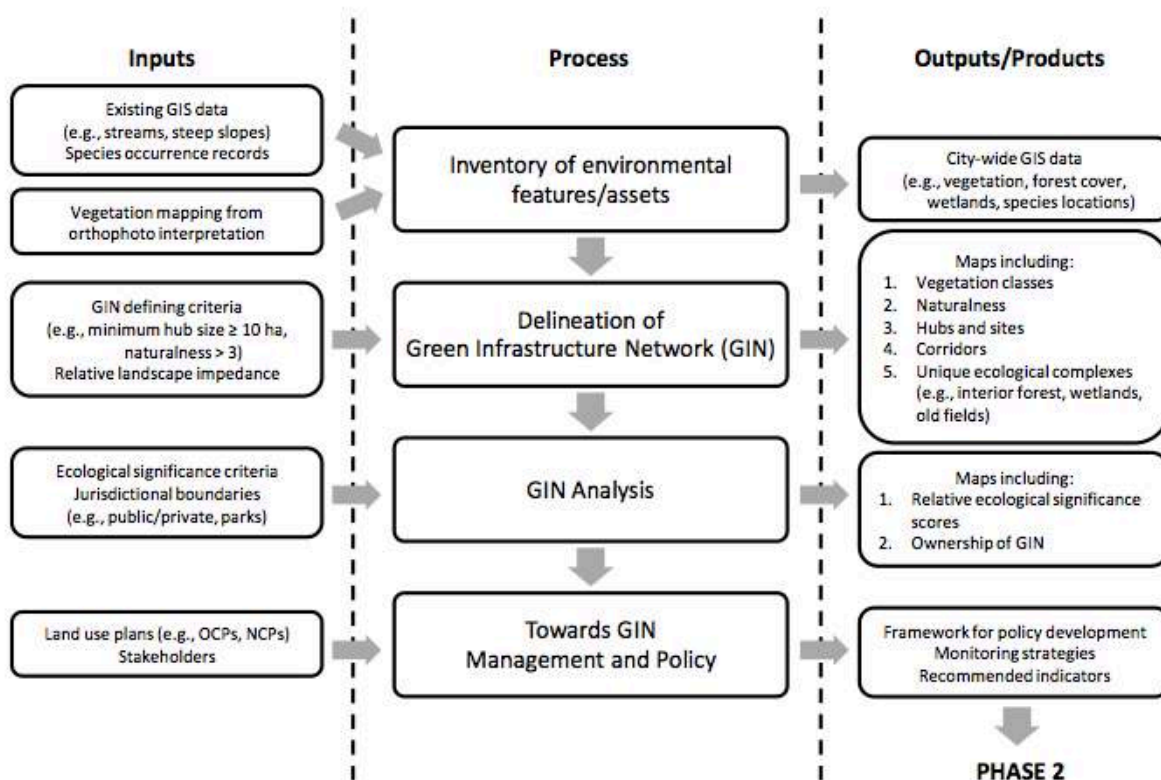 Inputs
Process
Outputs/Products
Existing GIS data
(e.g., streams, steep slopes)
Species occurrence records
Vegetation mapping from
orthophoto interpretation
Inventory of environmental
features/assets
City-wide GIS data
(e.g., vegetation, forest cover,
wetlands, species locations)
GIN defining criteria
(e.g., minimum hub size ≥ 10 ha,
naturalness > 3)
Relative landscape impedance
Delineation of
Green Infrastructure Network (GIN)
Maps including:
1. Vegetation classes
2. Naturalness
3. Hubs and sites
4. Corridors
5. Unique ecological complexes
(e.g., interior forest, wetlands,
old fields)
Ecological significance criteria
Jurisdictional boundaries
(e.g., public/private, parks)
GIN Analysis
Maps including:
1. Relative ecological significance
scores
2. Ownership of GIN
Land use plans (e.g., OCPs, NCPs)
Stakeholders
Towards GIN
Management and Policy
Framework for policy development
Monitoring strategies
Recommended indicators
PHASE 2